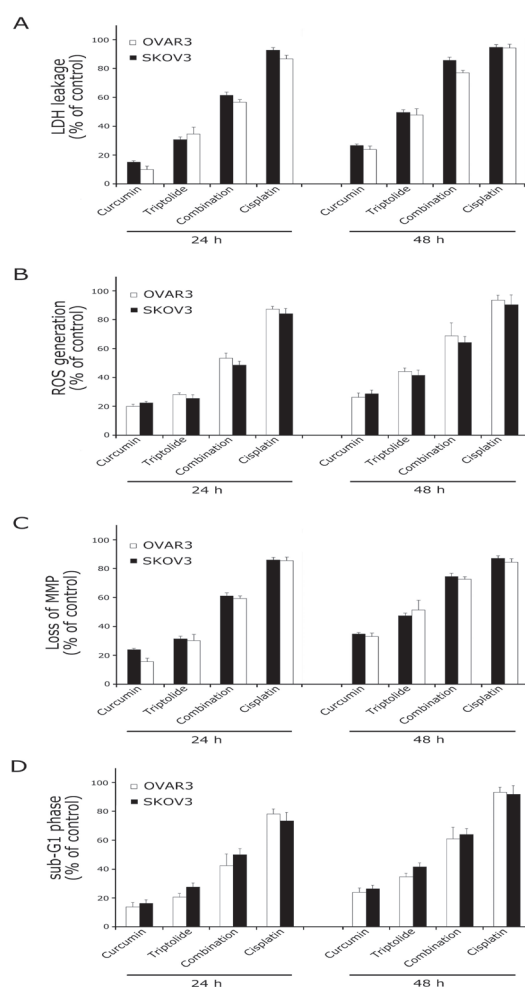 A
LDH leakage
(% of control)
100
80
60
40
20
0
OVAR3
SKOV3
Curcumin Triptolide Combination Cisplatin Curcumin Triptolide Combination Cisplatin
24 h 48 h
B
ROS generation
(% of control)
100
80
60
40
20
0
OVAR3
SKOV3
Curcumin Triptolide Combination Cisplatin Curcumin Triptolide Combination Cisplatin
24 h 48 h
C
Loss of MMP
(% of control)
100
80
60
40
20
0
OVAR3
SKOV3
Curcumin Triptolide Combination Cisplatin Curcumin Triptolide Combination Cisplatin
24 h 48 h
D
sub-G1 phase
(% of control)
100
80
60
40
20
0
OVAR3
SKOV3
Curcumin Triptolide Combination Cisplatin Curcumin Triptolide Combination Cisplatin
24 h 48 h